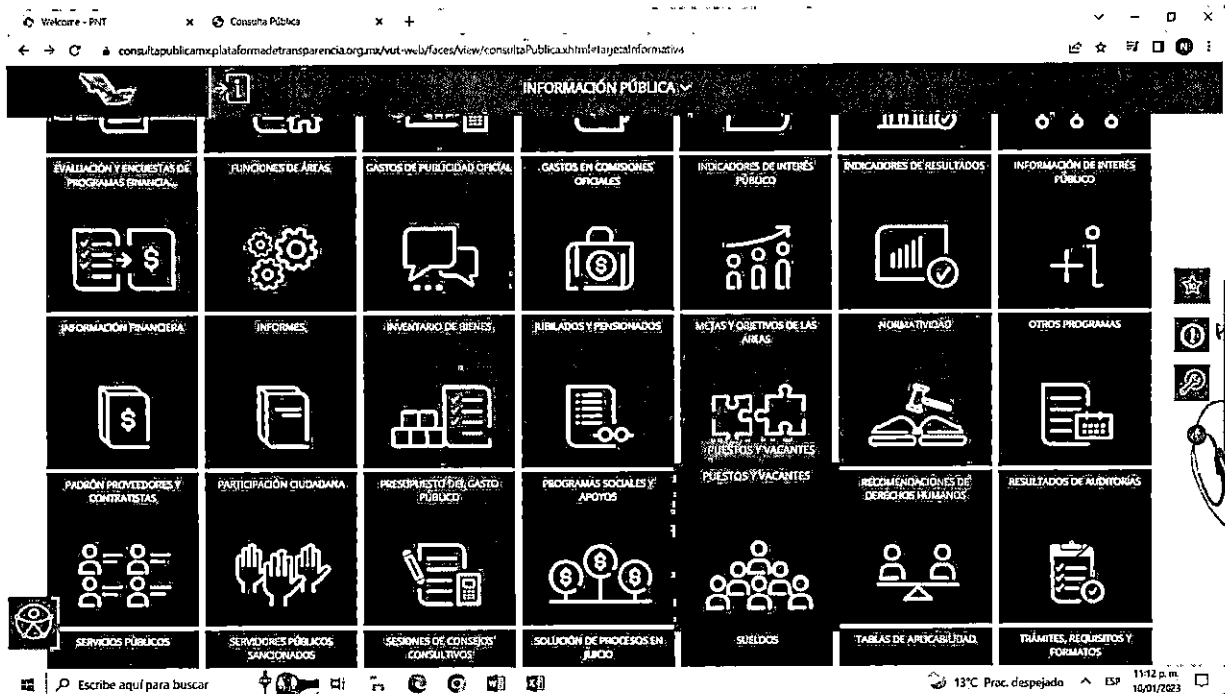 Welcome - PNT
Consulta Pública
consultapublicamx.plataformadetransparencia.org.mx/vut-web/faces/view/consultaPublica.xhtml#tarjetaInformativa
INFORMACIÓN PÚBLICA
EVALUACIÓN Y ENCUESTAS DE
PROGRAMAS FINANCIA...
FUNCIONES DE ÁREAS
GASTOS DE PUBLICIDAD OFICIAL
GASTOS EN COMISIONES
OFICIALES
INDICADORES DE INTERÉS
PÚBLICO
INDICADORES DE RESULTADOS
INFORMACIÓN DE INTERÉS
PÚBLICO
INFORMACIÓN FINANCIERA
INFORMES
INVENTARIO DE BIENES
JUBILADOS Y PENSIONADOS
METAS Y OBJETIVOS DE LAS
ÁREAS
NORMATIVIDAD
OTROS PROGRAMAS
PUESTOS Y VACANTES
PADRÓN PROVEEDORES Y
CONTRATISTAS
PARTICIPACIÓN CIUDADANA
PRESUPUESTO DEL GASTO
PÚBLICO
PROGRAMAS SOCIALES Y
APOYOS
PUESTOS Y VACANTES
RECOMENDACIONES DE
DERECHOS HUMANOS
RESULTADOS DE AUDITORÍAS
SERVICIOS PÚBLICOS
SERVIDORES PÚBLICOS
SANCIONADOS
SESIONES DE CONSEJOS
CONSULTIVOS
SOLUCIÓN DE PROCESOS EN
JUICIO
SUELDOS
TABLAS DE APLICABILIDAD
TRÁMITES, REQUISITOS Y
FORMATOS
Escribe aquí para buscar
13°C Prac. despejado
ESP
11:12 p. m.
10/01/2023